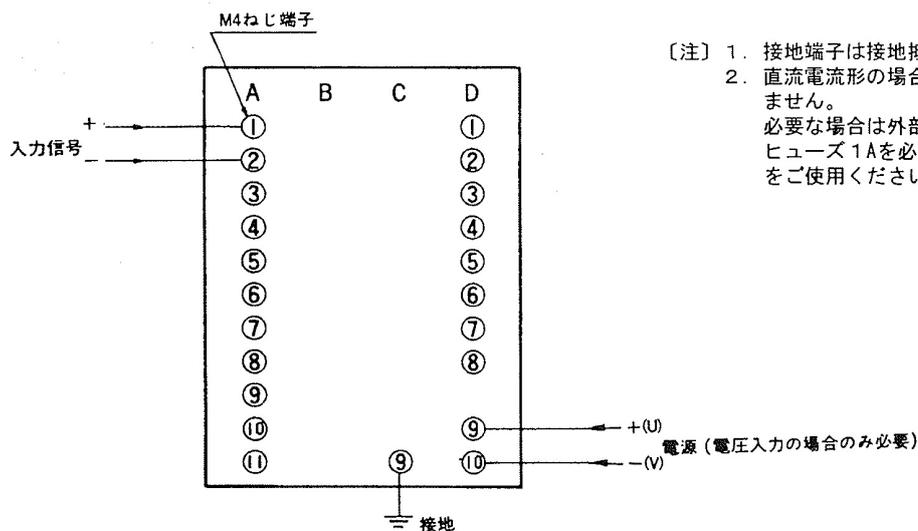 M4ねじ端子
〔注〕 1. 接地端子は接地
2. 直流電流形の場合
ません。
必要な場合は外部
ヒューズ1Aを必
をご使用くださ
A B C D
+ ① ①
入力信号
- ② ②
③ ③
④ ④
⑤ ⑤
⑥ ⑥
⑦ ⑦
⑧ ⑧
⑨
⑩ ⑨ +(U)
電源 (電圧入力の場合のみ必要)
⑪ ⑨ ⑩ -(V)
接地